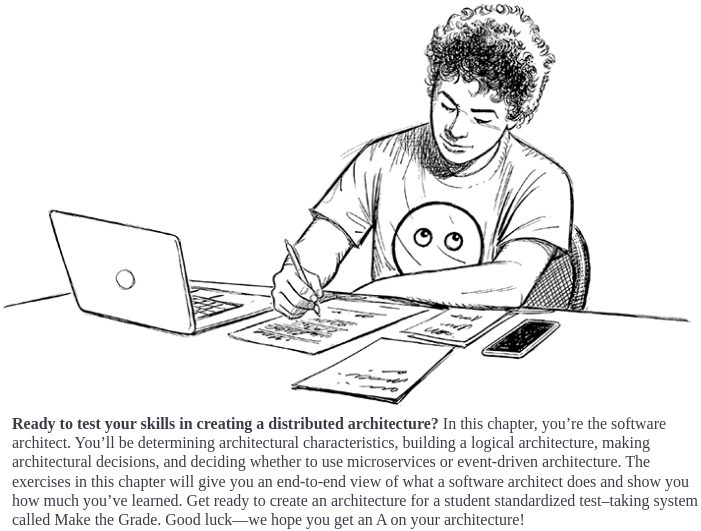 Ready to test your skills in creating a distributed architecture? In this chapter, you’re the software
architect. You’ll be determining architectural characteristics, building a logical architecture, making
architectural decisions, and deciding whether to use microservices or event-driven architecture. The
exercises in this chapter will give you an end-to-end view of what a software architect does and show you
how much you’ve learned. Get ready to create an architecture for a student standardized test–taking system
called Make the Grade. Good luck—we hope you get an A on your architecture!